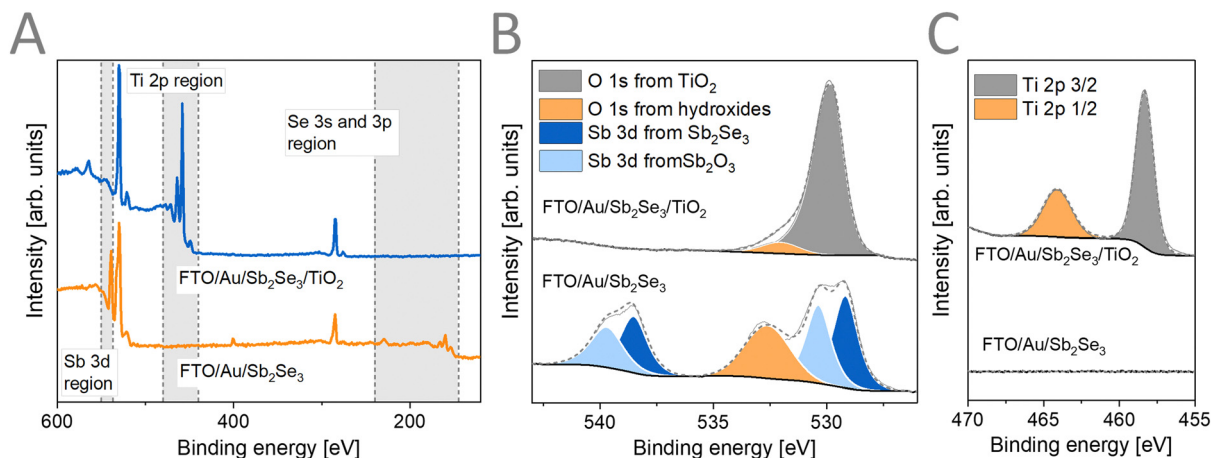 A
Intensity [arb. units]
Ti 2p region
Se 3s and 3p
region
FTO/Au/Sb₂Se₃/TiO₂
Sb 3d
region
FTO/Au/Sb₂Se₃
600 400 200
Binding energy [eV]
B
Intensity [arb. units]
O 1s from TiO₂
O 1s from hydroxides
Sb 3d from Sb₂Se₃
Sb 3d fromSb₂O₃
FTO/Au/Sb₂Se₃/TiO₂
FTO/Au/Sb₂Se₃
540 535 530
Binding energy [eV]
C
Intensity [arb. units]
Ti 2p 3/2
Ti 2p 1/2
FTO/Au/Sb₂Se₃/TiO₂
FTO/Au/Sb₂Se₃
470 465 460 455
Binding energy [eV]